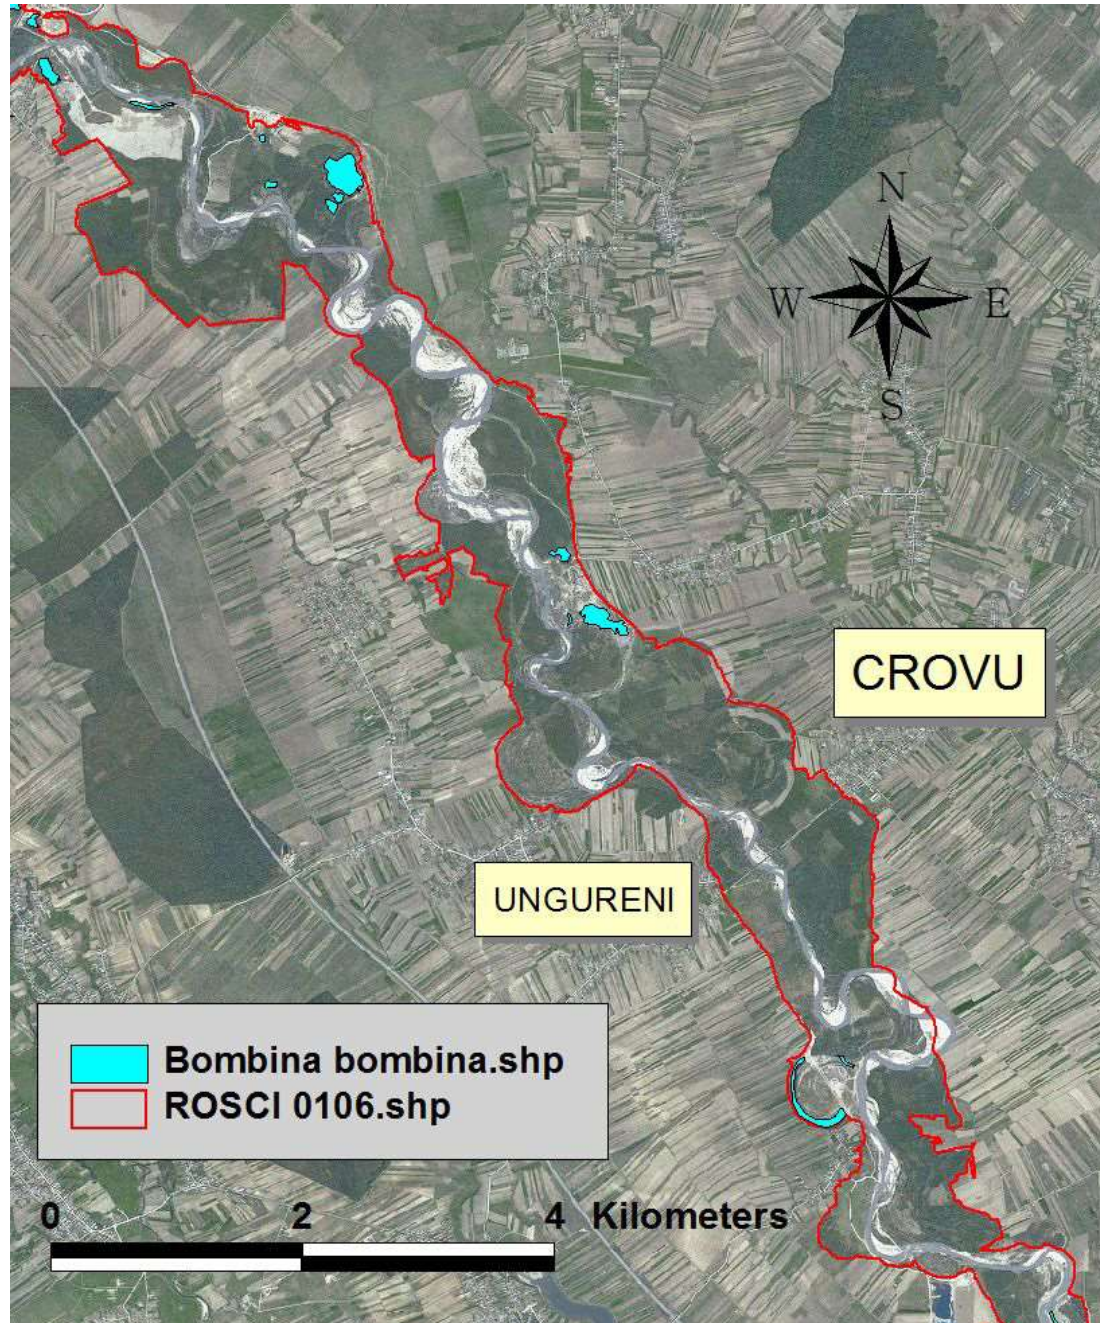 N
W E
S
CROVU
UNGURENI
Bombina bombina.shp
ROSCI 0106.shp
0 2 4 Kilometers